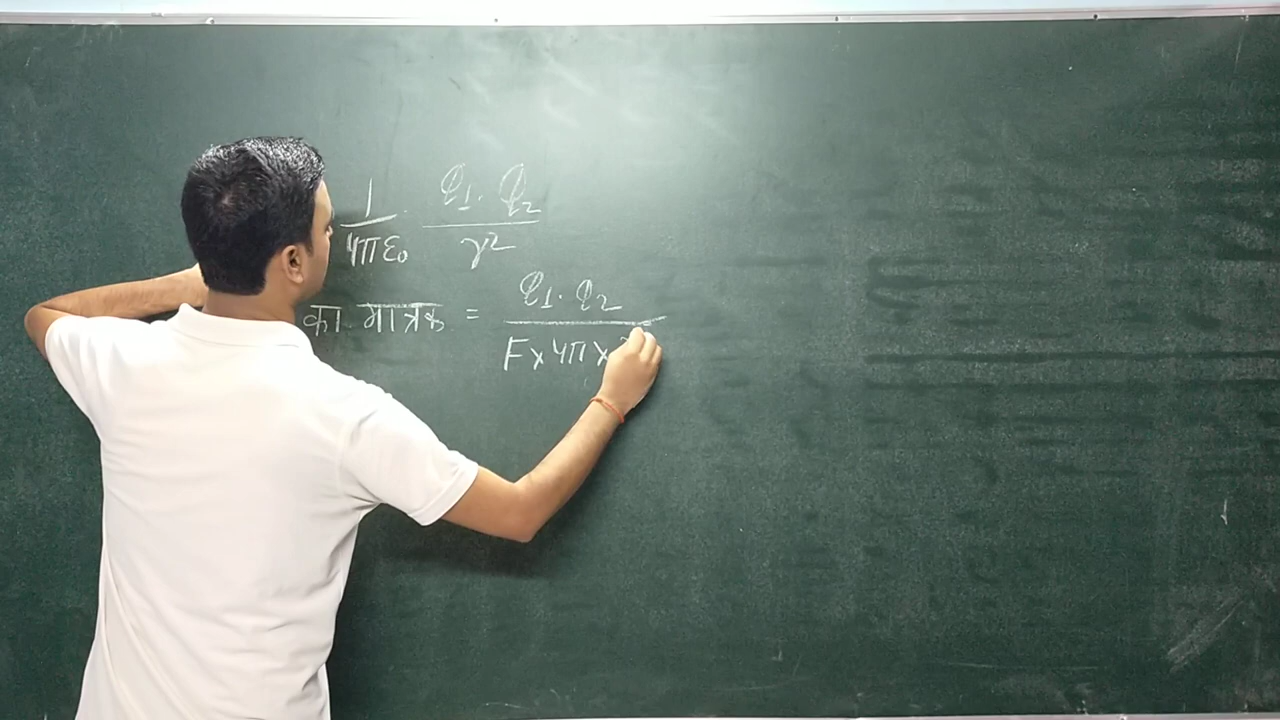 1/4πε₀ · q₁·q₂/r²
का मात्रक = q₁·q₂/F×4π×